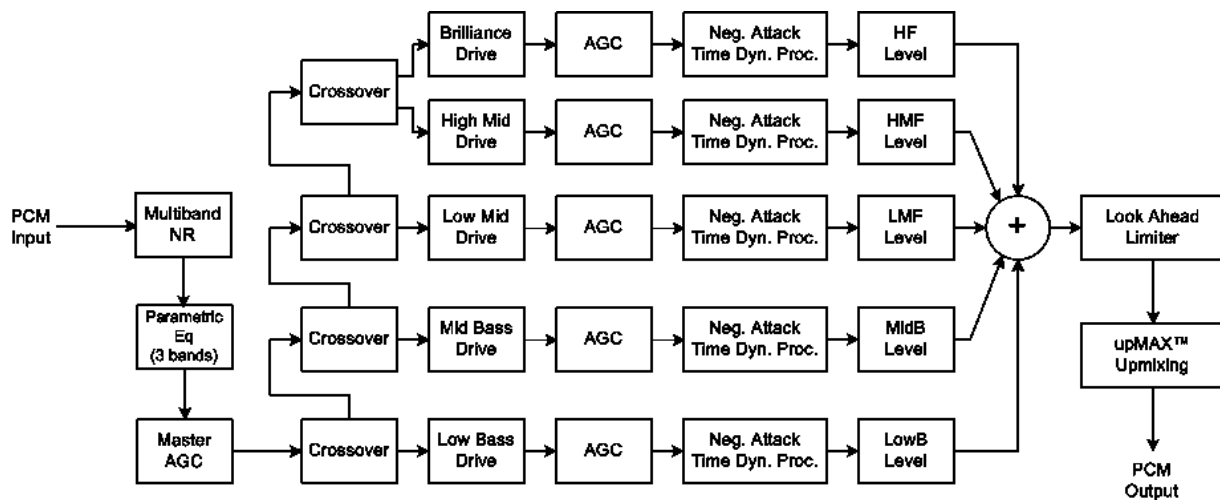 Brilliance
Drive
AGC
Neg. Attack
Time Dyn. Proc.
HF
Level
Crossover
High Mid
Drive
AGC
Neg. Attack
Time Dyn. Proc.
HMF
Level
PCM
Input
Multiband
NR
Crossover
Low Mid
Drive
AGC
Neg. Attack
Time Dyn. Proc.
LMF
Level
+
Look Ahead
Limiter
Parametric
Eq
(3 bands)
Crossover
Mid Bass
Drive
AGC
Neg. Attack
Time Dyn. Proc.
MidB
Level
upMAX™
Upmixing
Master
AGC
Crossover
Low Bass
Drive
AGC
Neg. Attack
Time Dyn. Proc.
LowB
Level
PCM
Output